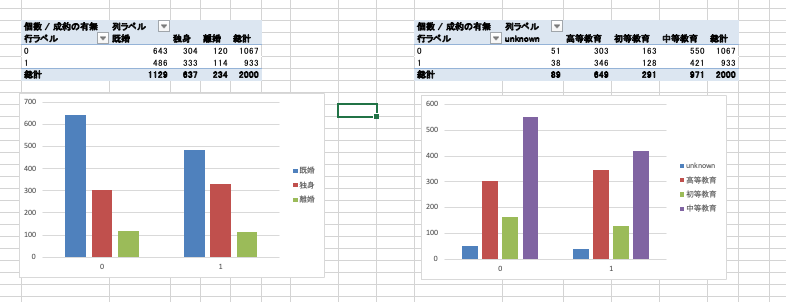 個数 / 成約の有無 列ラベル
行ラベル 既婚 独身 離婚 総計
0 643 304 120 1067
1 486 333 114 933
総計 1129 637 234 2000
700
600
500
400
300
200
100
0
0 1
既婚
独身
離婚
個数 / 成約の有無 列ラベル
行ラベル unknown 高等教育 初等教育 中等教育 総計
0 51 303 163 550 1067
1 38 346 128 421 933
総計 89 649 291 971 2000
600
500
400
300
200
100
0
0 1
unknown
高等教育
初等教育
中等教育